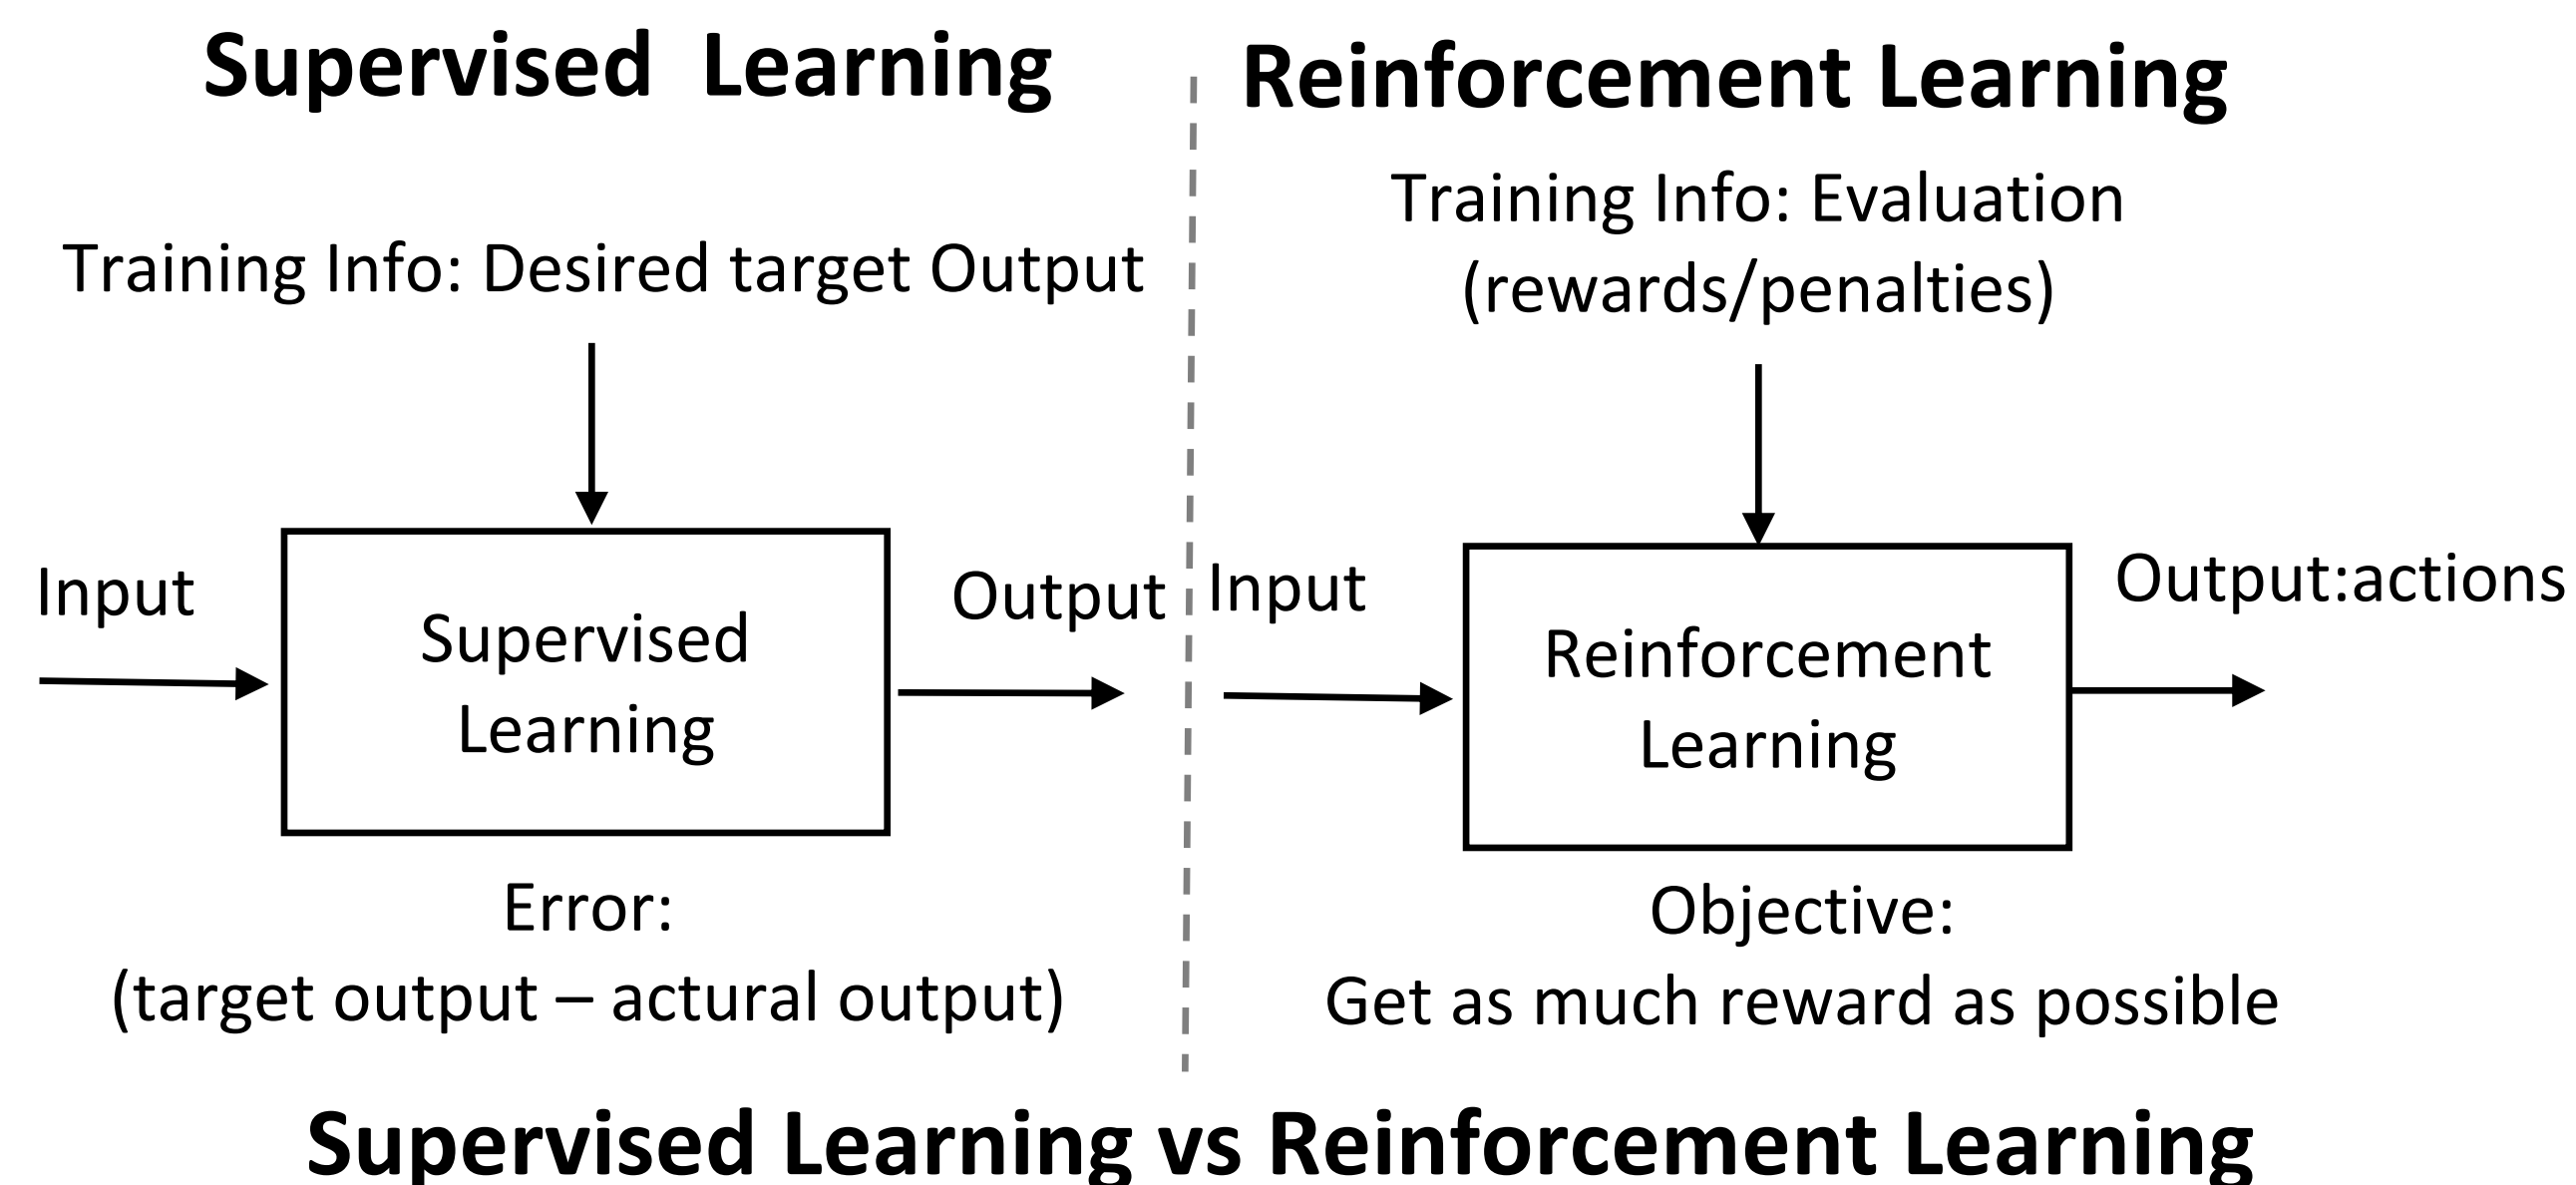 Supervised Learning
Training Info: Desired target Output
Input
Supervised
Learning
Output
Error:
(target output – actural output)
Reinforcement Learning
Training Info: Evaluation
(rewards/penalties)
Input
Reinforcement
Learning
Output:actions
Objective:
Get as much reward as possible
Supervised Learning vs Reinforcement Learning